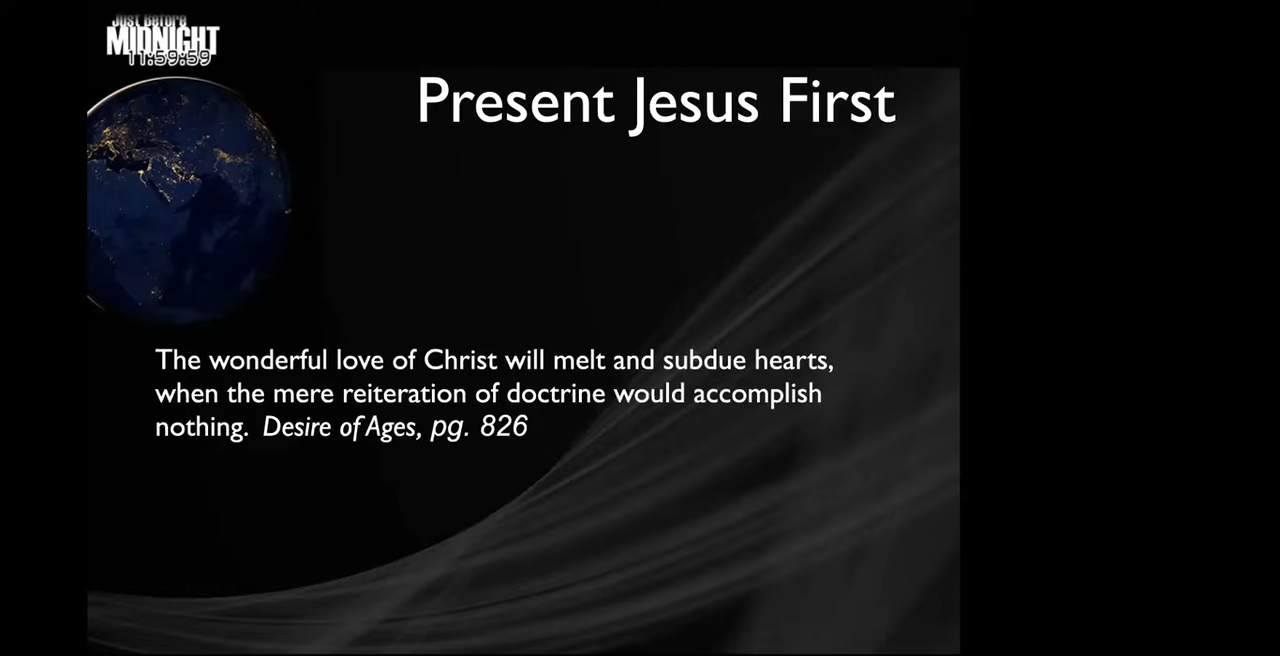 Just Before
MIDNIGHT
11:59:59
Present Jesus First
The wonderful love of Christ will melt and subdue hearts,
when the mere reiteration of doctrine would accomplish
nothing. Desire of Ages, pg. 826